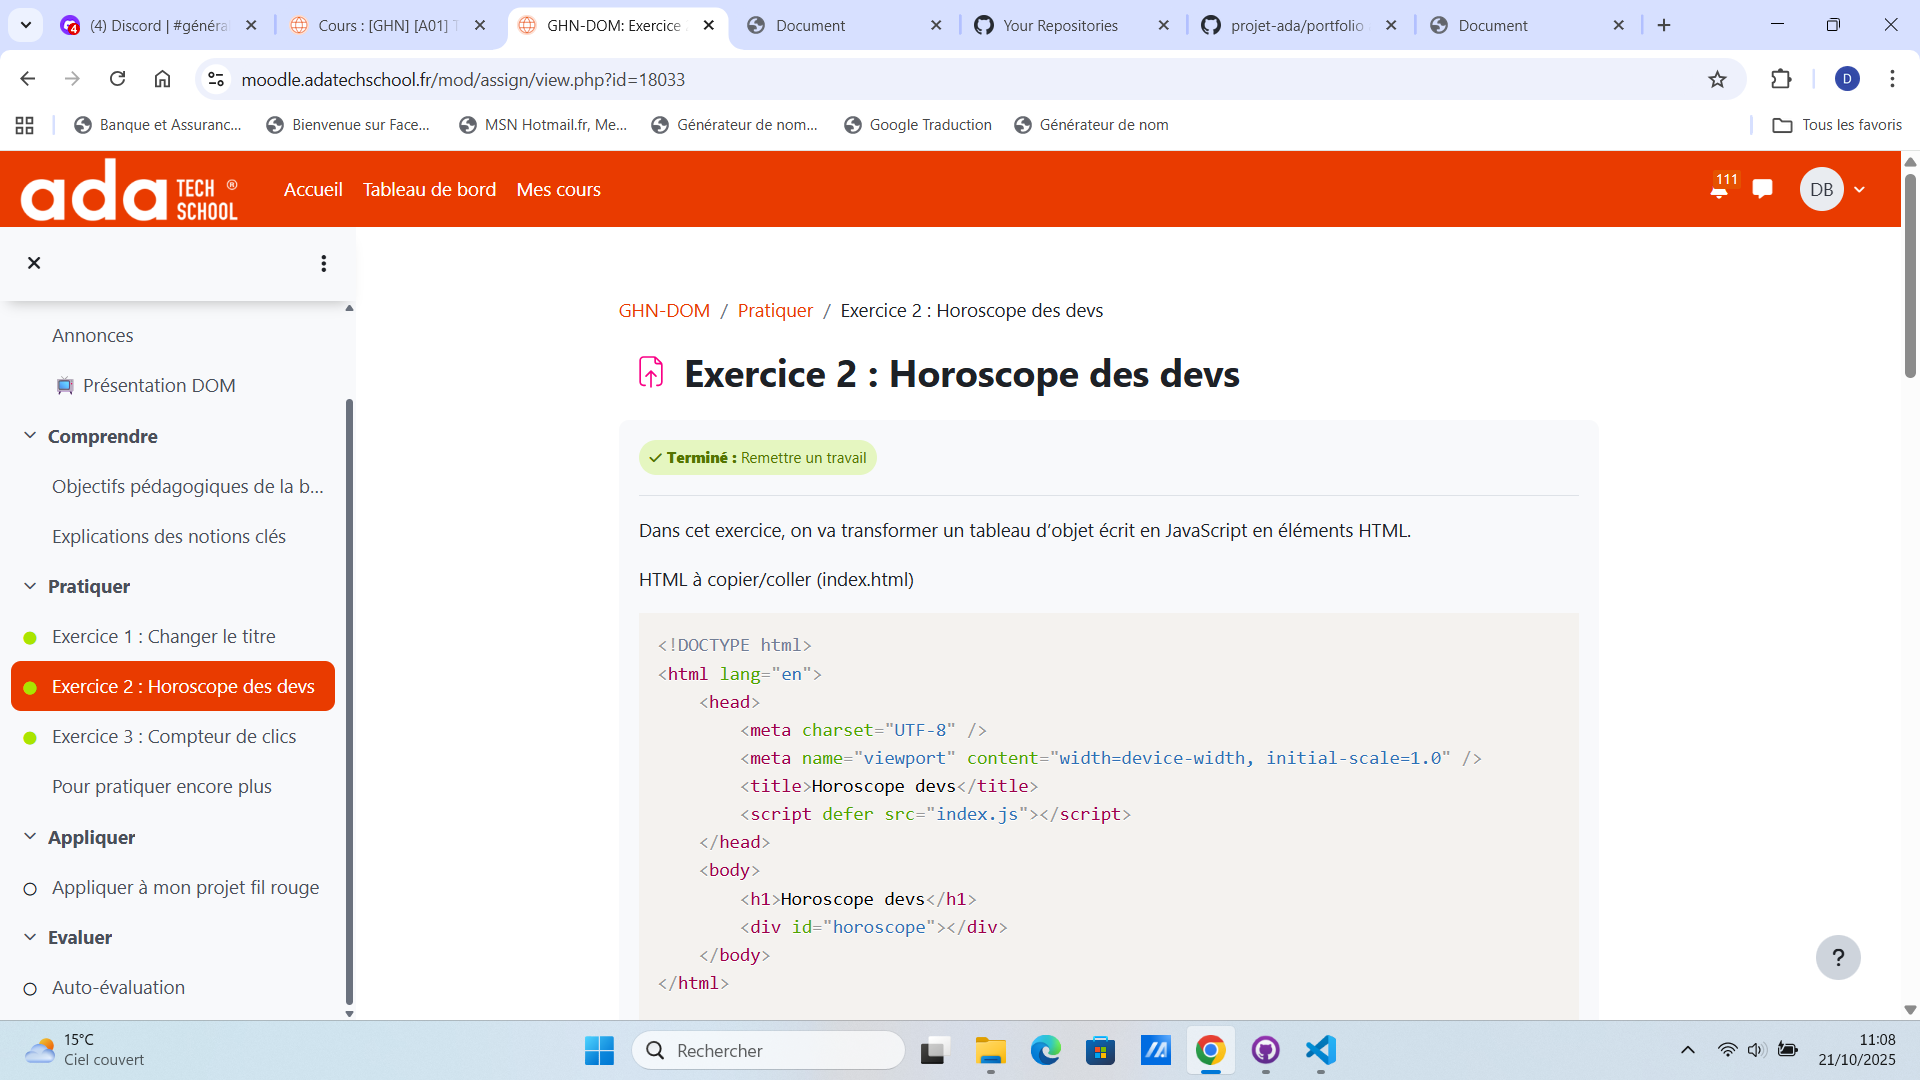 (4) Discord | #généra
Cours : [GHN] [A01] T
GHN-DOM: Exercice 2
Document
Your Repositories
projet-ada/portfolio
Document
moodle.adatechschool.fr/mod/assign/view.php?id=18033
D
Banque et Assuranc...
Bienvenue sur Face...
MSN Hotmail.fr, Me...
Générateur de nom...
Google Traduction
Générateur de nom
Tous les favoris
ada TECH SCHOOL ®
Accueil
Tableau de bord
Mes cours
111
DB
Annonces
Présentation DOM
Comprendre
Objectifs pédagogiques de la b...
Explications des notions clés
Pratiquer
Exercice 1 : Changer le titre
Exercice 2 : Horoscope des devs
Exercice 3 : Compteur de clics
Pour pratiquer encore plus
Appliquer
Appliquer à mon projet fil rouge
Evaluer
Auto-évaluation
GHN-DOM / Pratiquer / Exercice 2 : Horoscope des devs
Exercice 2 : Horoscope des devs
Terminé : Remettre un travail
Dans cet exercice, on va transformer un tableau d’objet écrit en JavaScript en éléments HTML.
HTML à copier/coller (index.html)
<!DOCTYPE html>
<html lang="en">
    <head>
        <meta charset="UTF-8" />
        <meta name="viewport" content="width=device-width, initial-scale=1.0" />
        <title>Horoscope devs</title>
        <script defer src="index.js"></script>
    </head>
    <body>
        <h1>Horoscope devs</h1>
        <div id="horoscope"></div>
    </body>
</html>
?
15°C
Ciel couvert
Rechercher
11:08
21/10/2025